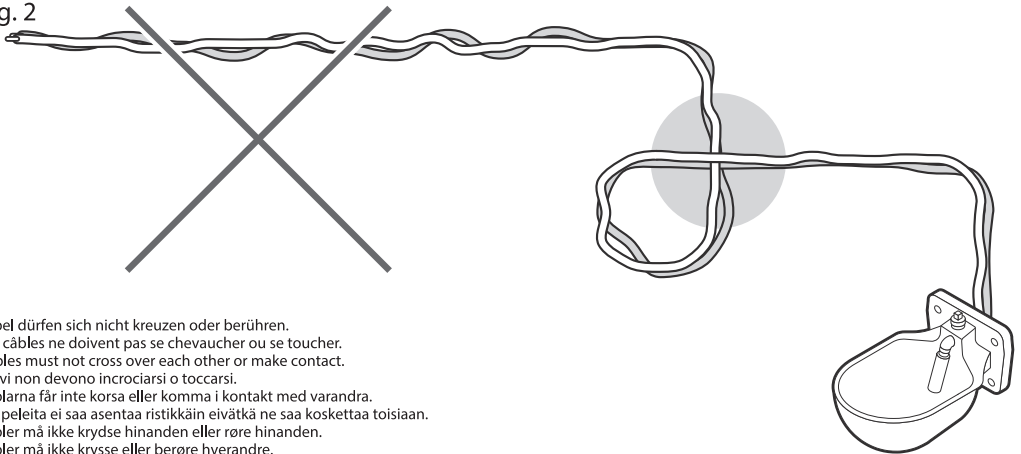 g. 2
bel dürfen sich nicht kreuzen oder berühren.
câbles ne doivent pas se chevaucher ou se toucher.
bles must not cross over each other or make contact.
vi non devono incrociarsi o toccarsi.
larna får inte korsa eller komma i kontakt med varandra.
peleita ei saa asentaa ristikkäin eivätkä ne saa koskettaa toisiaan.
bler må ikke krydse hinanden eller røre hinanden.
bler må ikke krysse eller berøre hverandre.